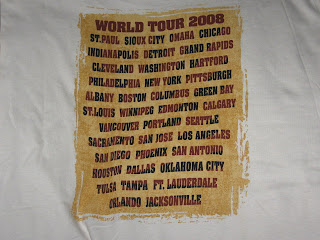 WORLD TOUR 2008
ST.PAUL SIOUX CITY OMAHA CHICAGO
INDIANAPOLIS DETROIT GRAND RAPIDS
CLEVELAND WASHINGTON HARTFORD
PHILADELPHIA NEW YORK PITTSBURGH
ALBANY BOSTON COLUMBUS GREEN BAY
ST.LOUIS WINNIPEG EDMONTON CALGARY
VANCOUVER PORTLAND SEATTLE
SACRAMENTO SAN JOSE LOS ANGELES
SAN DIEGO PHOENIX SAN ANTONIO
HOUSTON DALLAS OKLAHOMA CITY
TULSA TAMPA FT. LAUDERDALE
ORLANDO JACKSONVILLE